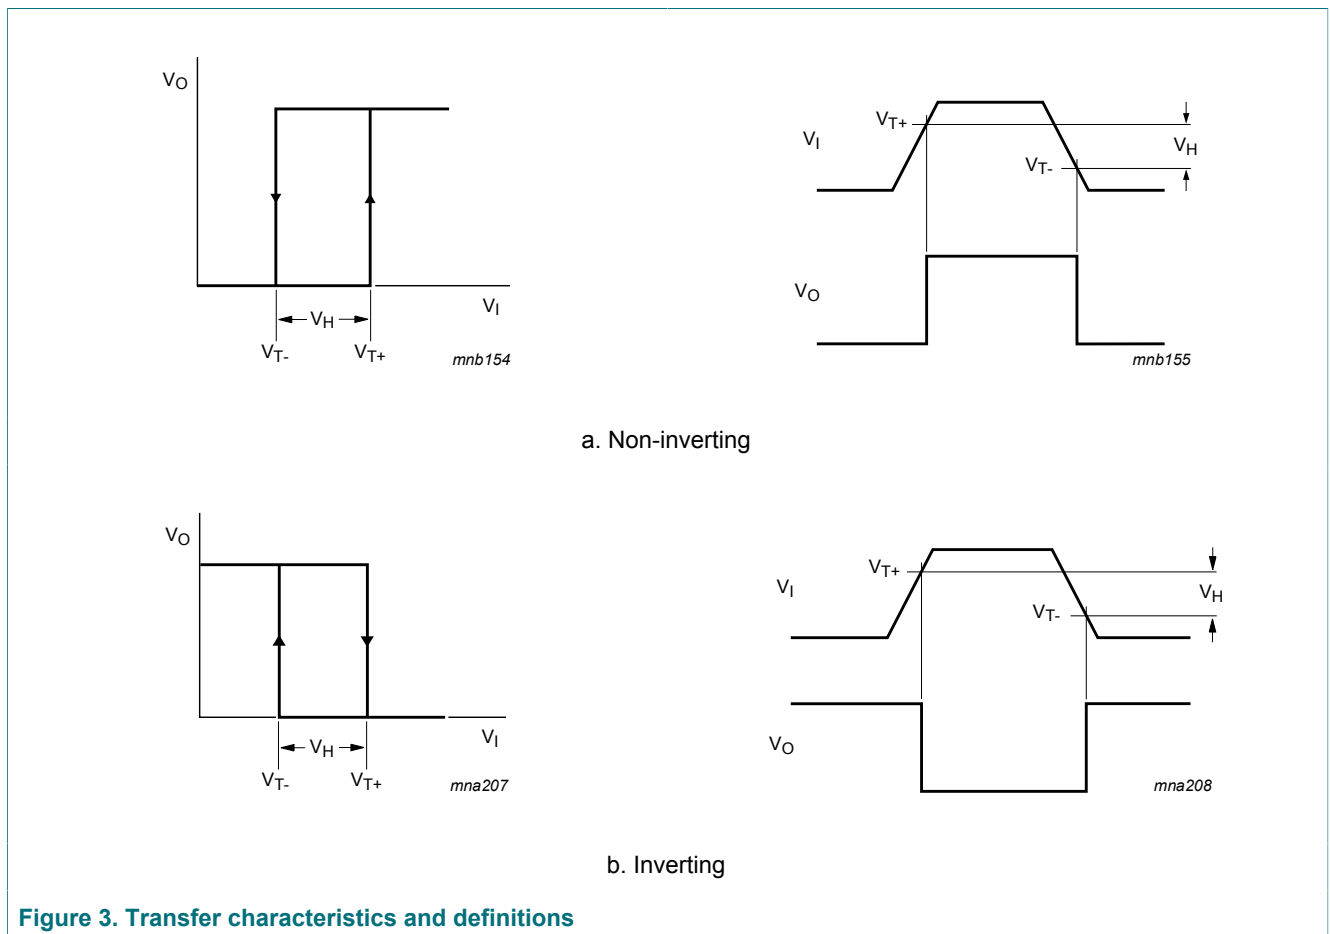 VO
VH
VI
VT-
VT+
mnb154
VT+
VI
VH
VT-
VO
mnb155
a. Non-inverting
VO
VI
VH
VT-
VT+
mna207
VT+
VI
VH
VT-
VO
mna208
b. Inverting
Figure 3. Transfer characteristics and definitions